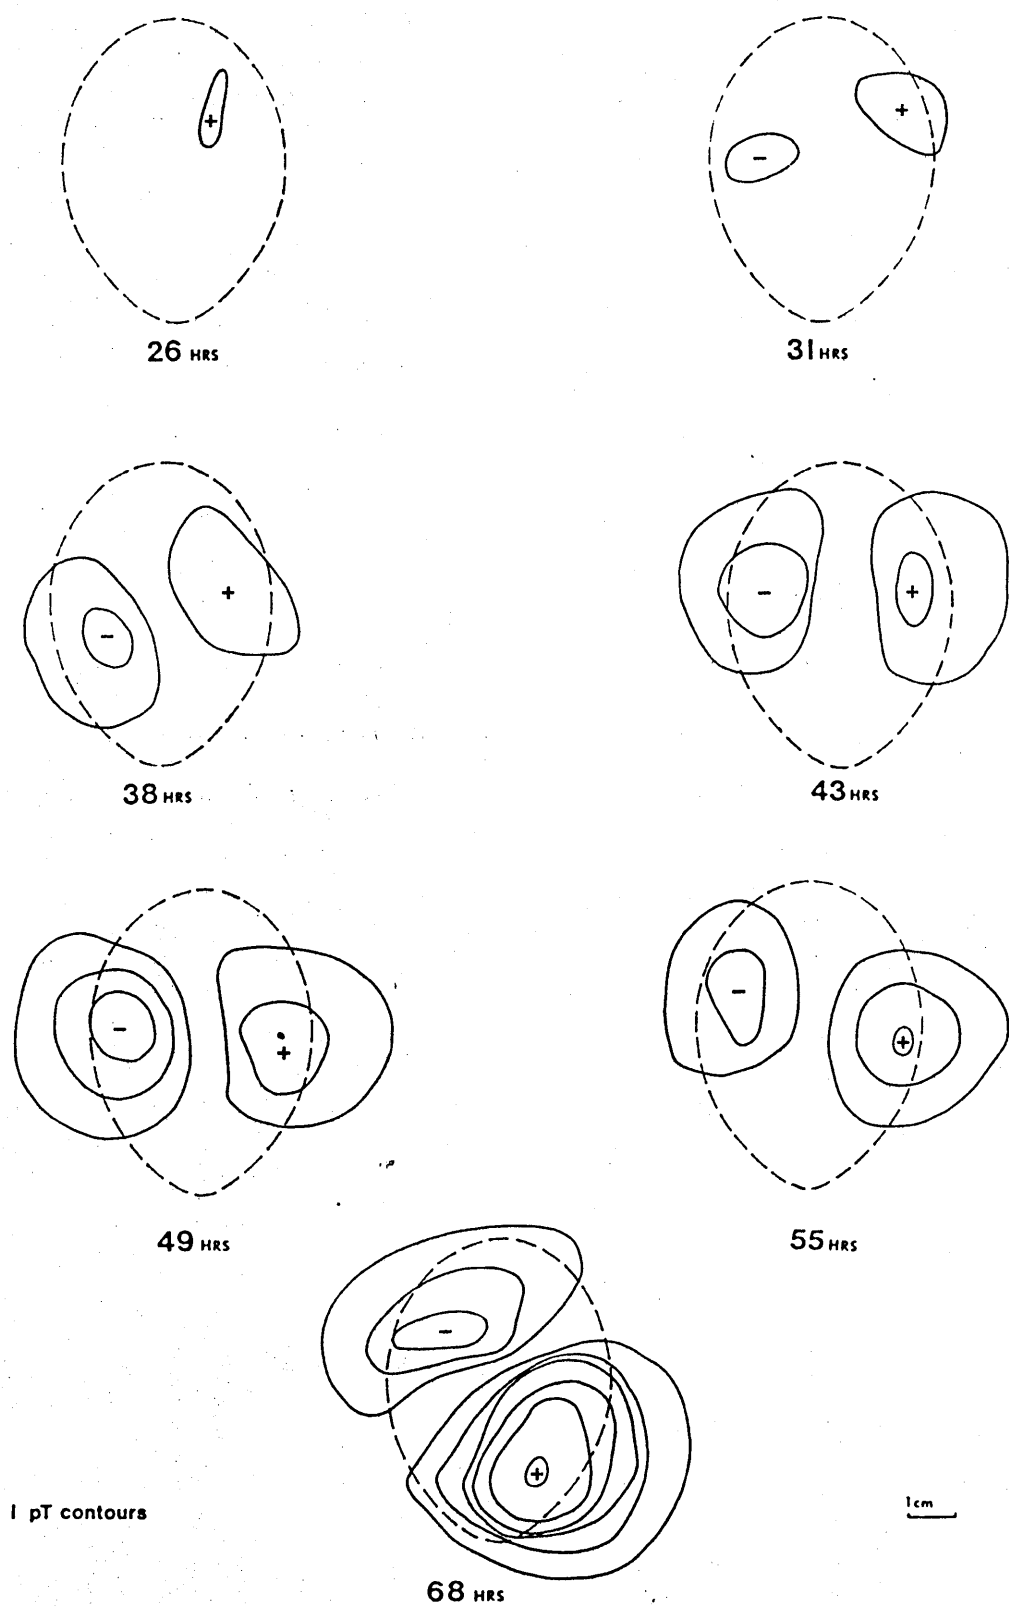 +
26 HRS
- +
31 HRS
- +
38 HRS
- +
43 HRS
- +
49 HRS
- +
55 HRS
-
+
1 pT contours
1cm
68 HRS